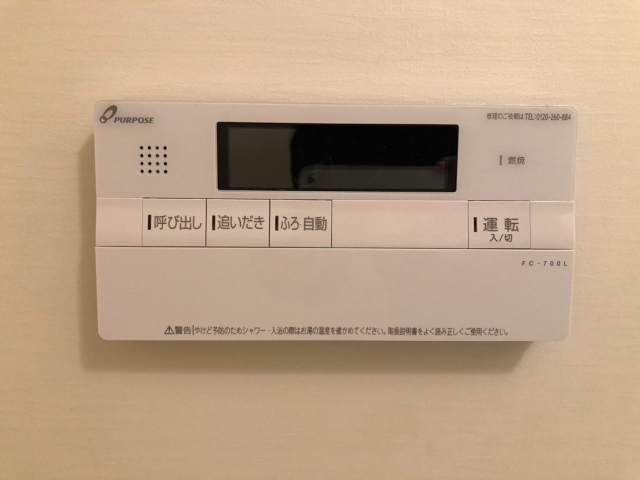 PURPOSE
修理のご依頼は TEL:0120-260-884
燃焼
呼び出し 追いだき ふろ自動 運転
入/切
FC-700L
⚠警告 やけど予防のためシャワー・入浴の際はお湯の温度を確かめてください。取扱説明書をよく読み正しくご使用ください。